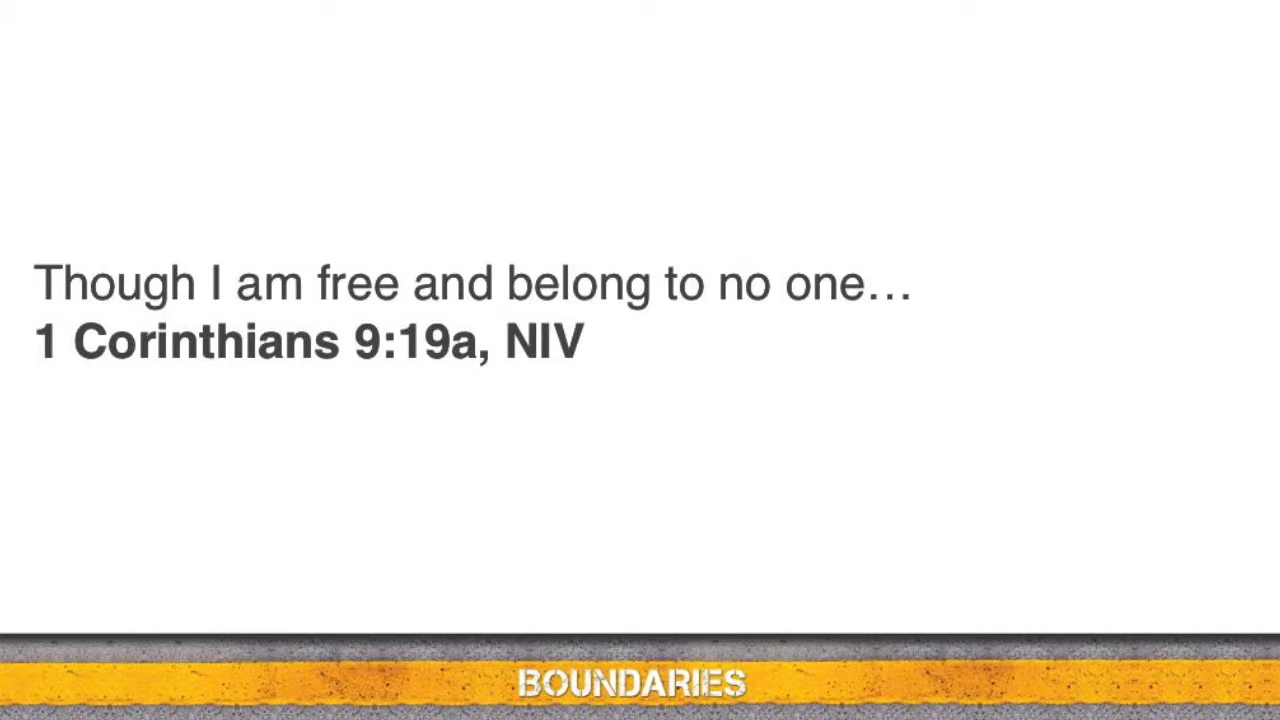 Though I am free and belong to no one…
1 Corinthians 9:19a, NIV
BOUNDARIES